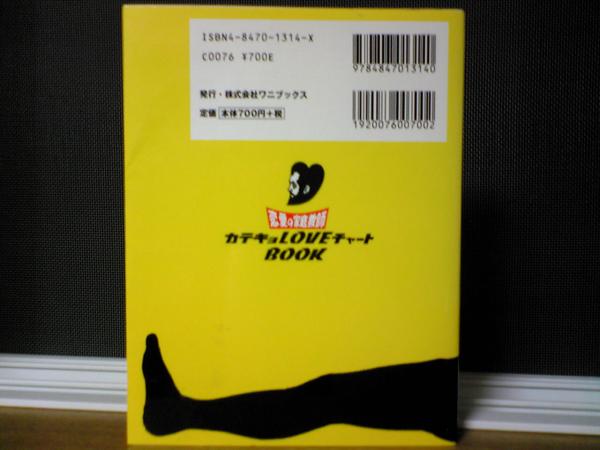 ISBN4-8470-1314-X
C0076 ¥700E
9784847013140
発行・株式会社ワニブックス
定価 本体700円+税
1920076007002
恋愛の家庭教師
カテキョLOVEチャート
BOOK